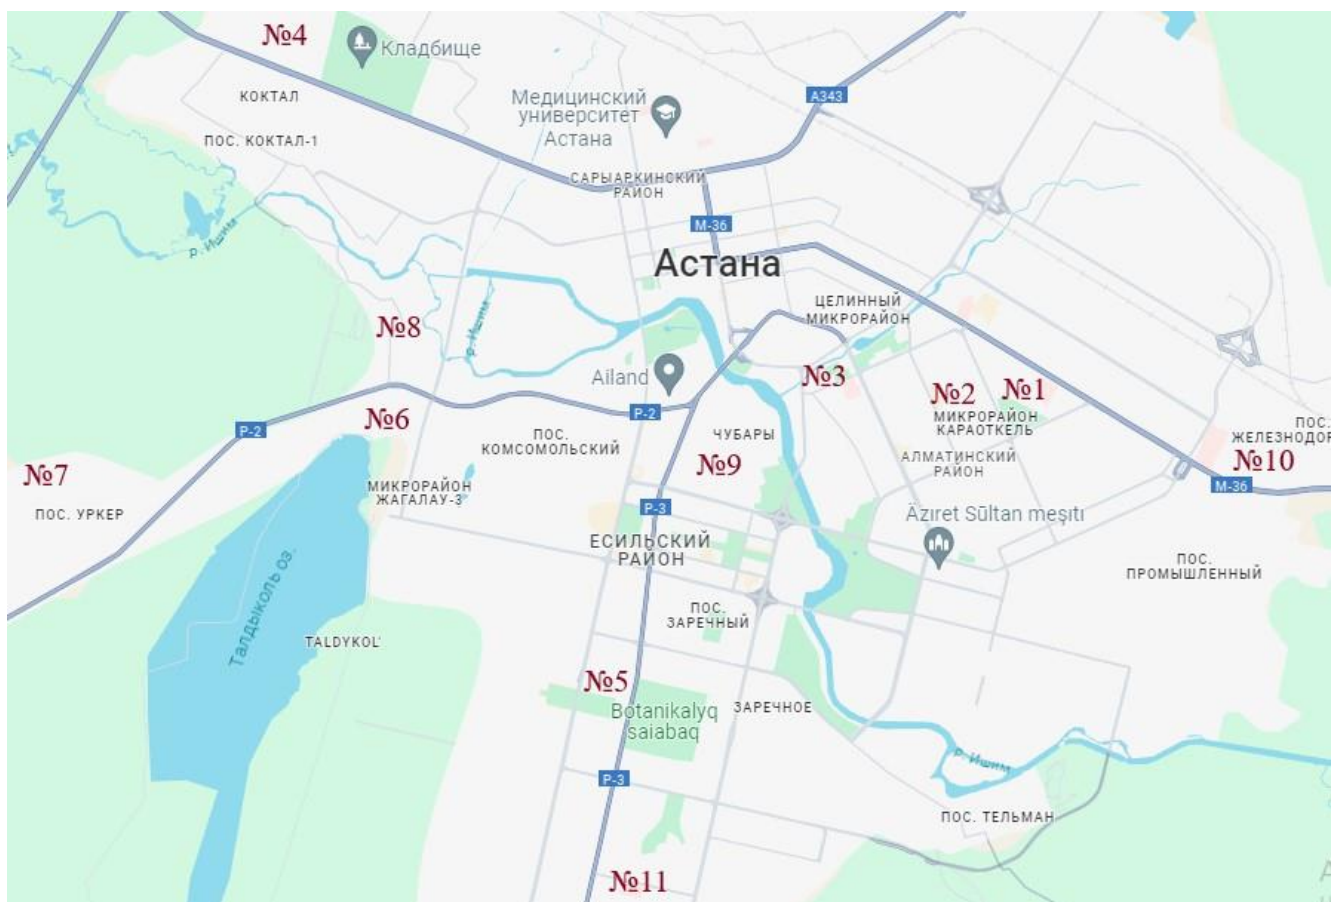 №4
Кладбище
КОКТАЛ
Медицинский
университет
Астана
A343
ПОС. КОКТАЛ-1
САРЫАРКИНСКИЙ
РАЙОН
р. Ишим
M-36
Астана
ЦЕЛИННЫЙ
МИКРОРАЙОН
№8
р. Ишим
Ailand
№3
№2
№1
P-2
P-2
№6
МИКРОРАЙОН
КАРАОТКЕЛЬ
ПОС.
ЖЕЛЕЗНОДОР
ПОС.
КОМСОМОЛЬСКИЙ
ЧУБАРЫ
№7
№9
АЛМАТИНСКИЙ
РАЙОН
№10
M-36
МИКРОРАЙОН
ЖАГАЛАУ-3
ПОС. УРКЕР
P-3
Äziret Sūltan meşıtı
ЕСИЛЬСКИЙ
РАЙОН
ПОС.
ПРОМЫШЛЕННЫЙ
Талдыколь оз.
ПОС.
ЗАРЕЧНЫЙ
TALDYKOL'
№5
Botanikalyq
saiabaq
ЗАРЕЧНОЕ
р. Ишим
P-3
ПОС. ТЕЛЬМАН
№11